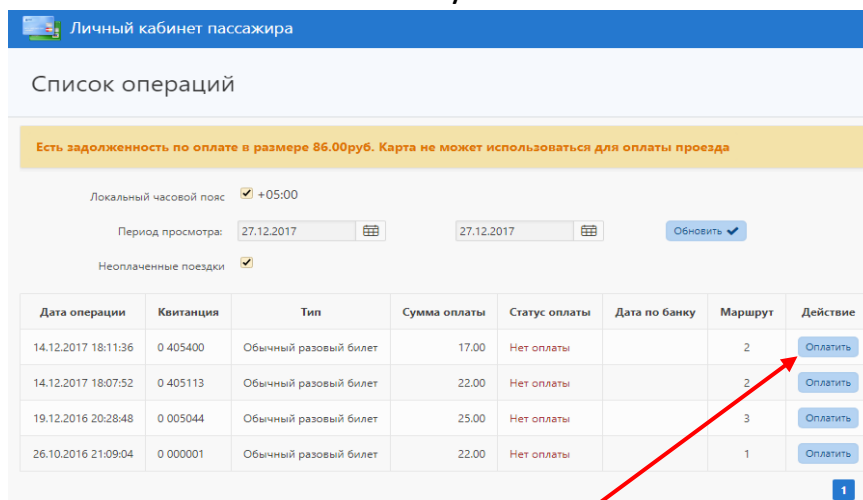 Личный кабинет пассажира
Список операций
Есть задолженность по оплате в размере 86.00руб. Карта не может использоваться для оплаты проезда
Локальный часовой пояс +05:00
Период просмотра: 27.12.2017 27.12.2017 Обновить
Неоплаченные поездки
Дата операции Квитанция Тип Сумма оплаты Статус оплаты Дата по банку Маршрут Действие
14.12.2017 18:11:36 0 405400 Обычный разовый билет 17.00 Нет оплаты 2 Оплатить
14.12.2017 18:07:52 0 405113 Обычный разовый билет 22.00 Нет оплаты 2 Оплатить
19.12.2016 20:28:48 0 005044 Обычный разовый билет 25.00 Нет оплаты 3 Оплатить
26.10.2016 21:09:04 0 000001 Обычный разовый билет 22.00 Нет оплаты 1 Оплатить
1